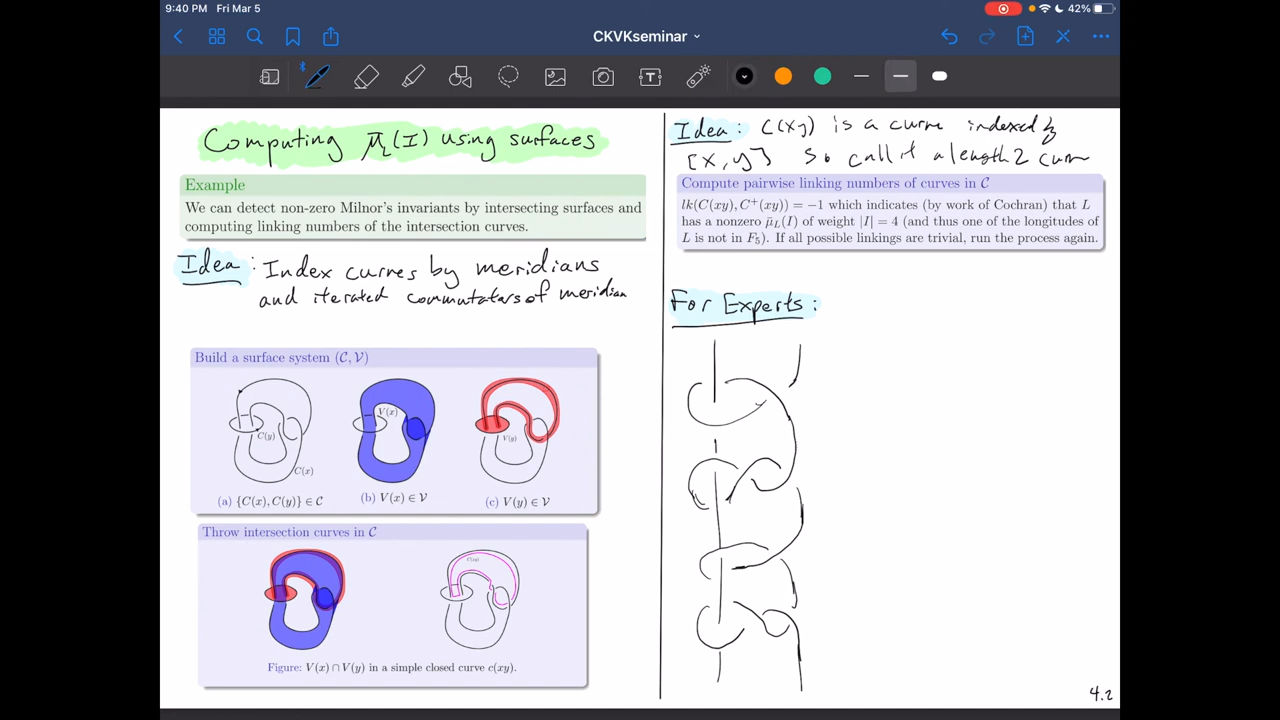 9:40 PM Fri Mar 5
42%
CKVKseminar
Computing μ̄_L(I) using surfaces
Example
We can detect non-zero Milnor's invariants by intersecting surfaces and
computing linking numbers of the intersection curves.
Idea: Index curves by meridians
and iterated commutators of meridian
Build a surface system (𝒞, 𝒱)
C(y)
C(x)
V(x)
V(y)
(a) {C(x), C(y)} ∈ 𝒞
(b) V(x) ∈ 𝒱
(c) V(y) ∈ 𝒱
Throw intersection curves in 𝒞
C(xy)
Figure: V(x) ∩ V(y) in a simple closed curve c(xy).
Idea: C(xy) is a curve indexed by
[x,y] so call it a length 2 curve
Compute pairwise linking numbers of curves in 𝒞
lk(C(xy), C⁺(xy)) = −1 which indicates (by work of Cochran) that L
has a nonzero μ̄_L(I) of weight |I| = 4 (and thus one of the longitudes of
L is not in F₅). If all possible linkings are trivial, run the process again.
For Experts:
4.2